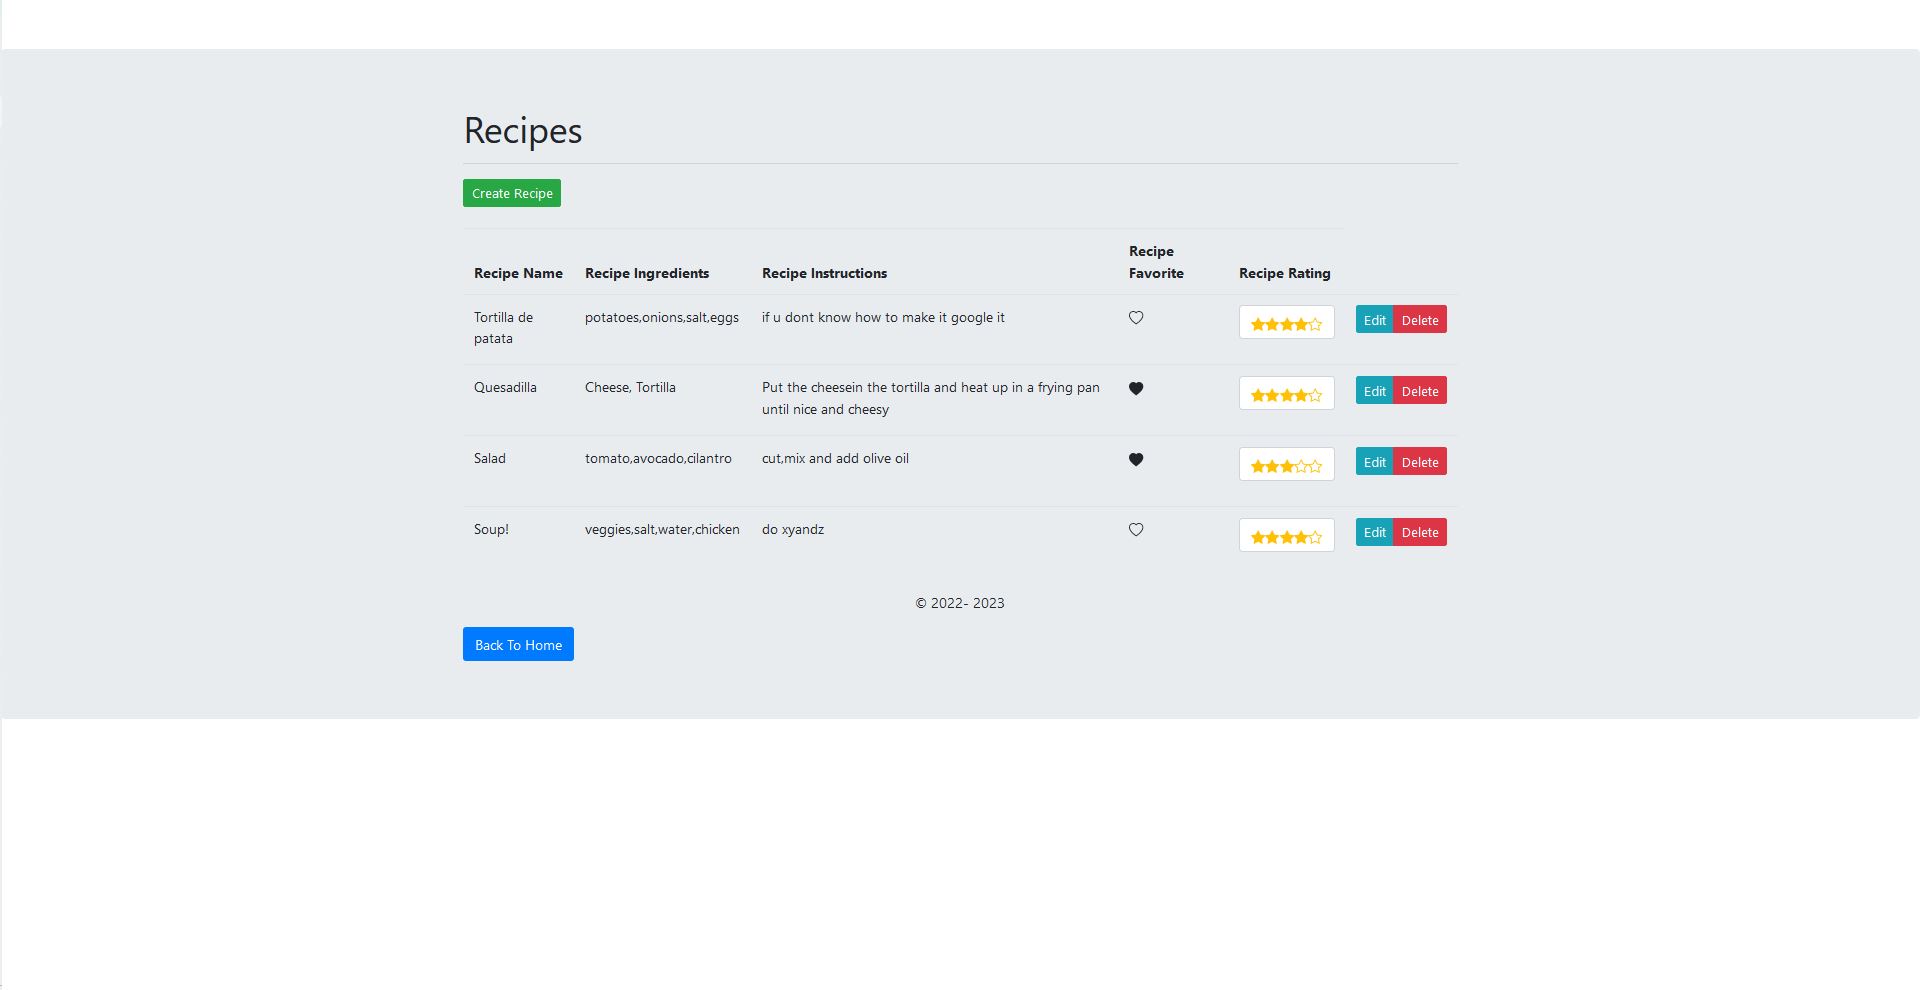 Recipes
Create Recipe
Recipe Name Recipe Ingredients Recipe Instructions Recipe Favorite Recipe Rating
Tortilla de patata potatoes,onions,salt,eggs if u dont know how to make it google it Edit Delete
Quesadilla Cheese, Tortilla Put the cheesein the tortilla and heat up in a frying pan until nice and cheesy Edit Delete
Salad tomato,avocado,cilantro cut,mix and add olive oil Edit Delete
Soup! veggies,salt,water,chicken do xyandz Edit Delete
© 2022- 2023
Back To Home